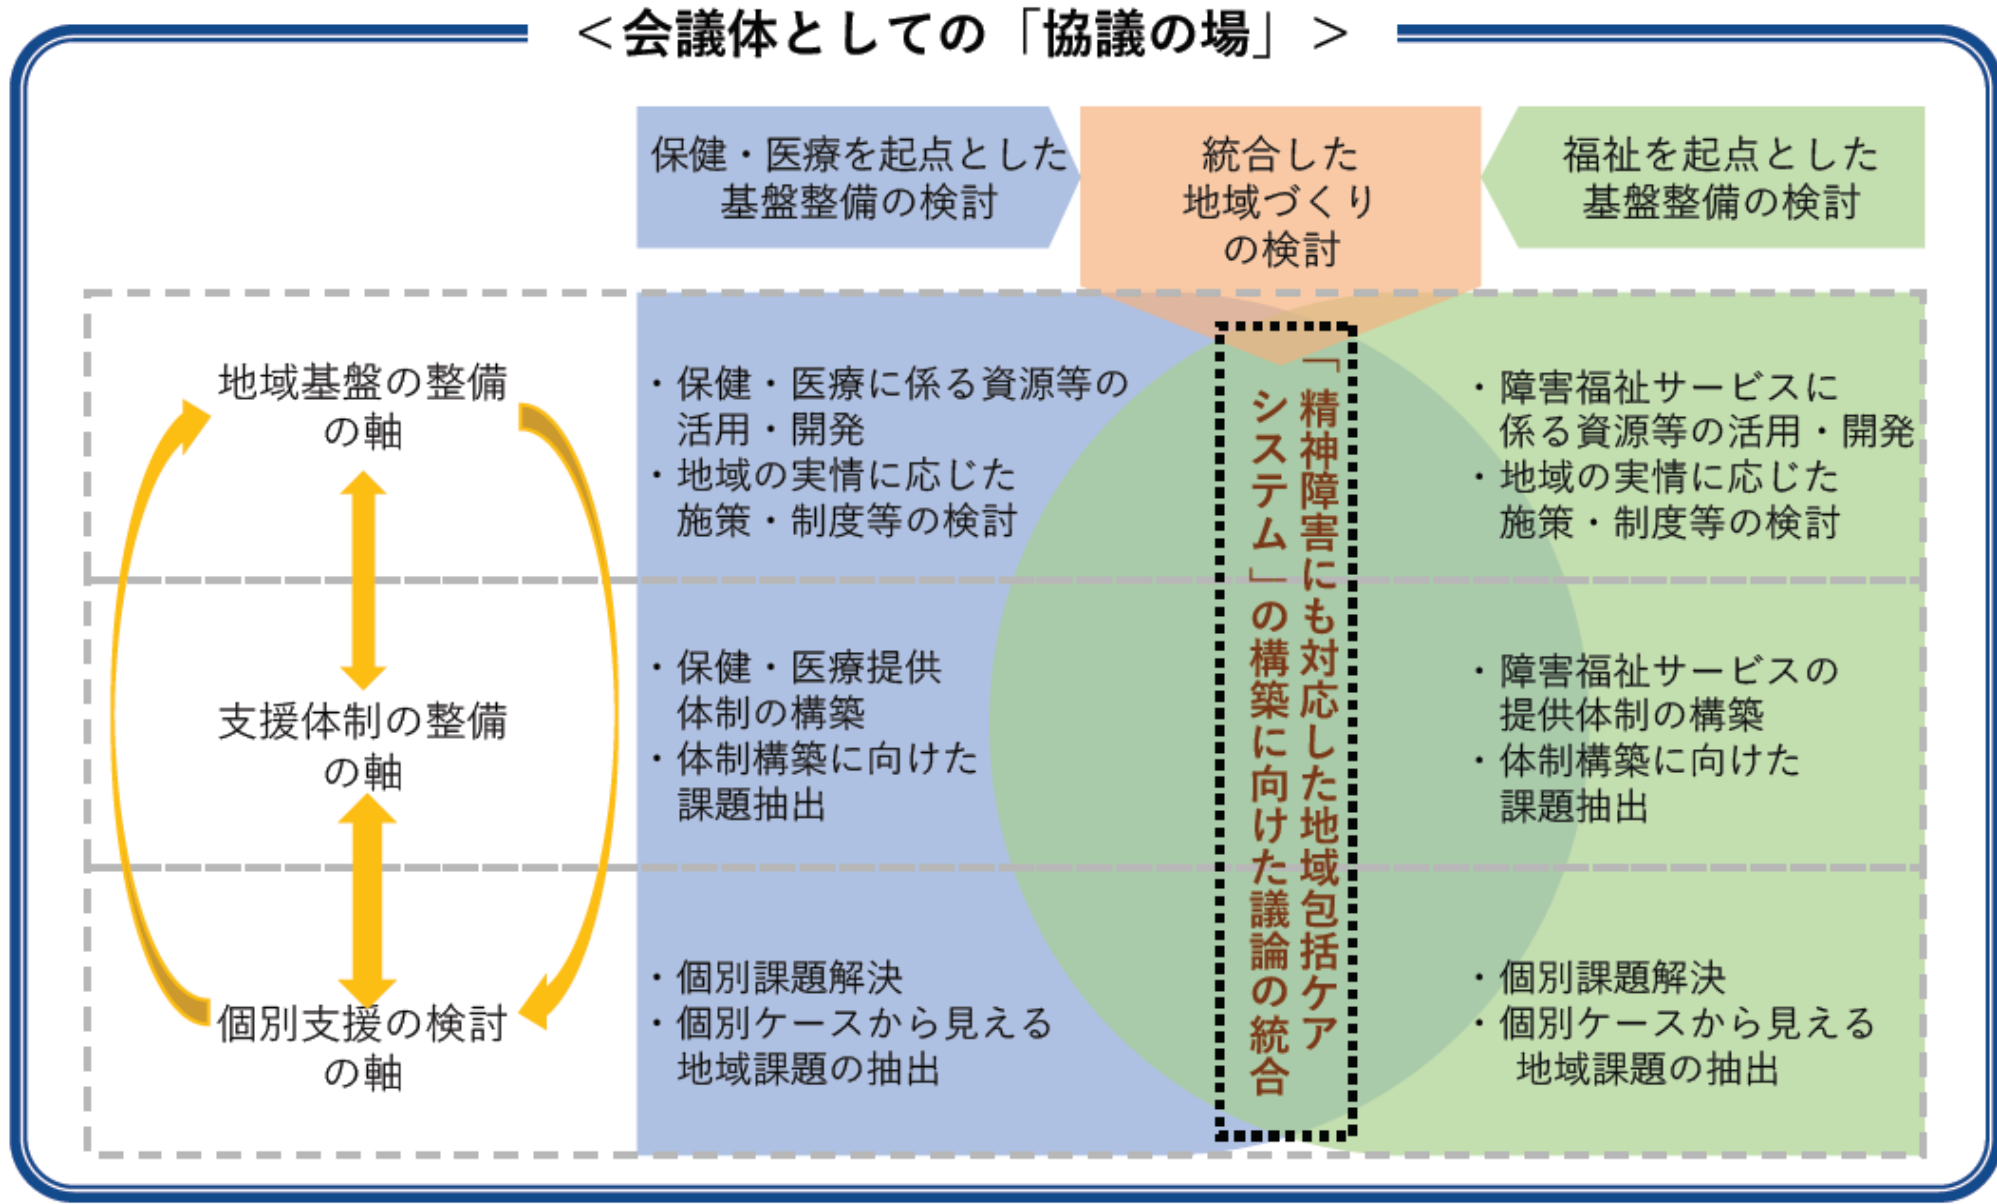 ＜会議体としての「協議の場」＞
保健・医療を起点とした
基盤整備の検討
統合した
地域づくり
の検討
福祉を起点とした
基盤整備の検討
地域基盤の整備
の軸
・保健・医療に係る資源等の
活用・開発
・地域の実情に応じた
施策・制度等の検討
・障害福祉サービスに
係る資源等の活用・開発
・地域の実情に応じた
施策・制度等の検討
「精神障害にも対応した地域包括ケア
システム」の構築に向けた議論の統合
支援体制の整備
の軸
・保健・医療提供
体制の構築
・体制構築に向けた
課題抽出
・障害福祉サービスの
提供体制の構築
・体制構築に向けた
課題抽出
個別支援の検討
の軸
・個別課題解決
・個別ケースから見える
地域課題の抽出
・個別課題解決
・個別ケースから見える
地域課題の抽出